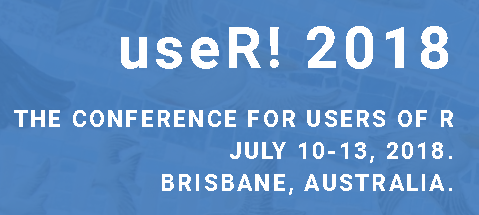 useR! 2018
THE CONFERENCE FOR USERS OF R
JULY 10-13, 2018.
BRISBANE, AUSTRALIA.